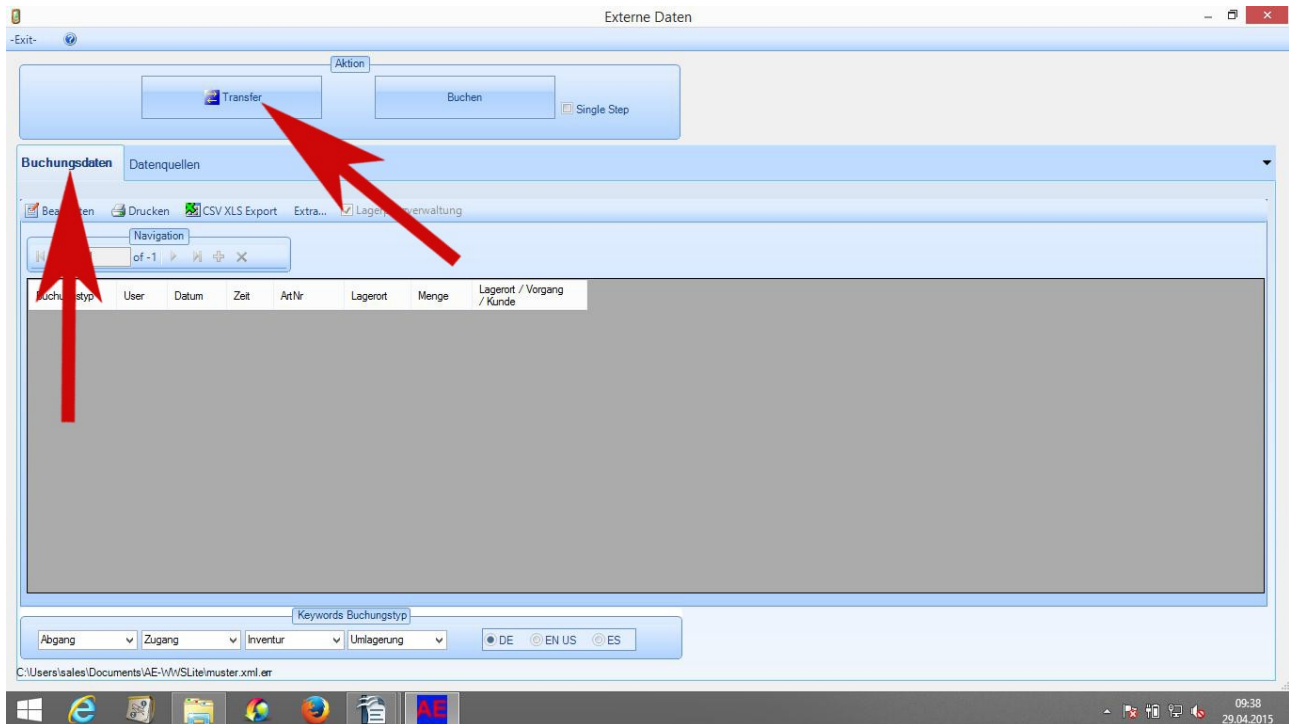 Externe Daten
-Exit-
Aktion
Transfer
Buchen
Single Step
Buchungsdaten Datenquellen
Drucken CSV XLS Export Extra...
Navigation
of -1
User Datum Zeit ArtNr Lagerort Menge Lagerort / Vorgang
/ Kunde
Keywords Buchungstyp
Abgang Zugang Inventur Umlagerung DE EN US ES
C:\Users\sales\Documents\AE-WWSLite\muster.xml.err
AE
09:38
29.04.2015